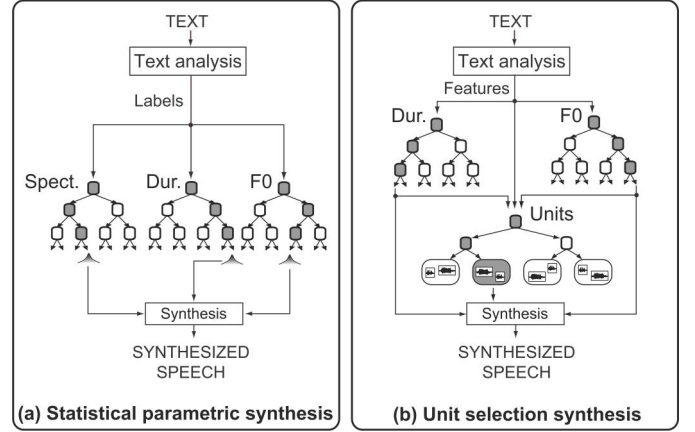 TEXT
Text analysis
Labels
Spect.
Dur.
F0
Synthesis
SYNTHESIZED
SPEECH
(a) Statistical parametric synthesis
TEXT
Text analysis
Features
Dur.
F0
Units
Synthesis
SYNTHESIZED
SPEECH
(b) Unit selection synthesis